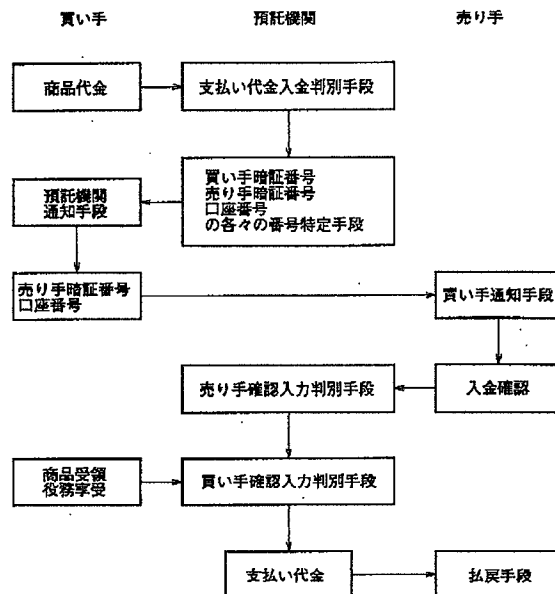 買い手
預託機関
売り手
商品代金
支払い代金入金判別手段
買い手暗証番号
売り手暗証番号
口座番号
の各々の番号特定手段
預託機関
通知手段
売り手暗証番号
口座番号
買い手通知手段
売り手確認入力判別手段
入金確認
商品受領
役務享受
買い手確認入力判別手段
支払い代金
払戻手段